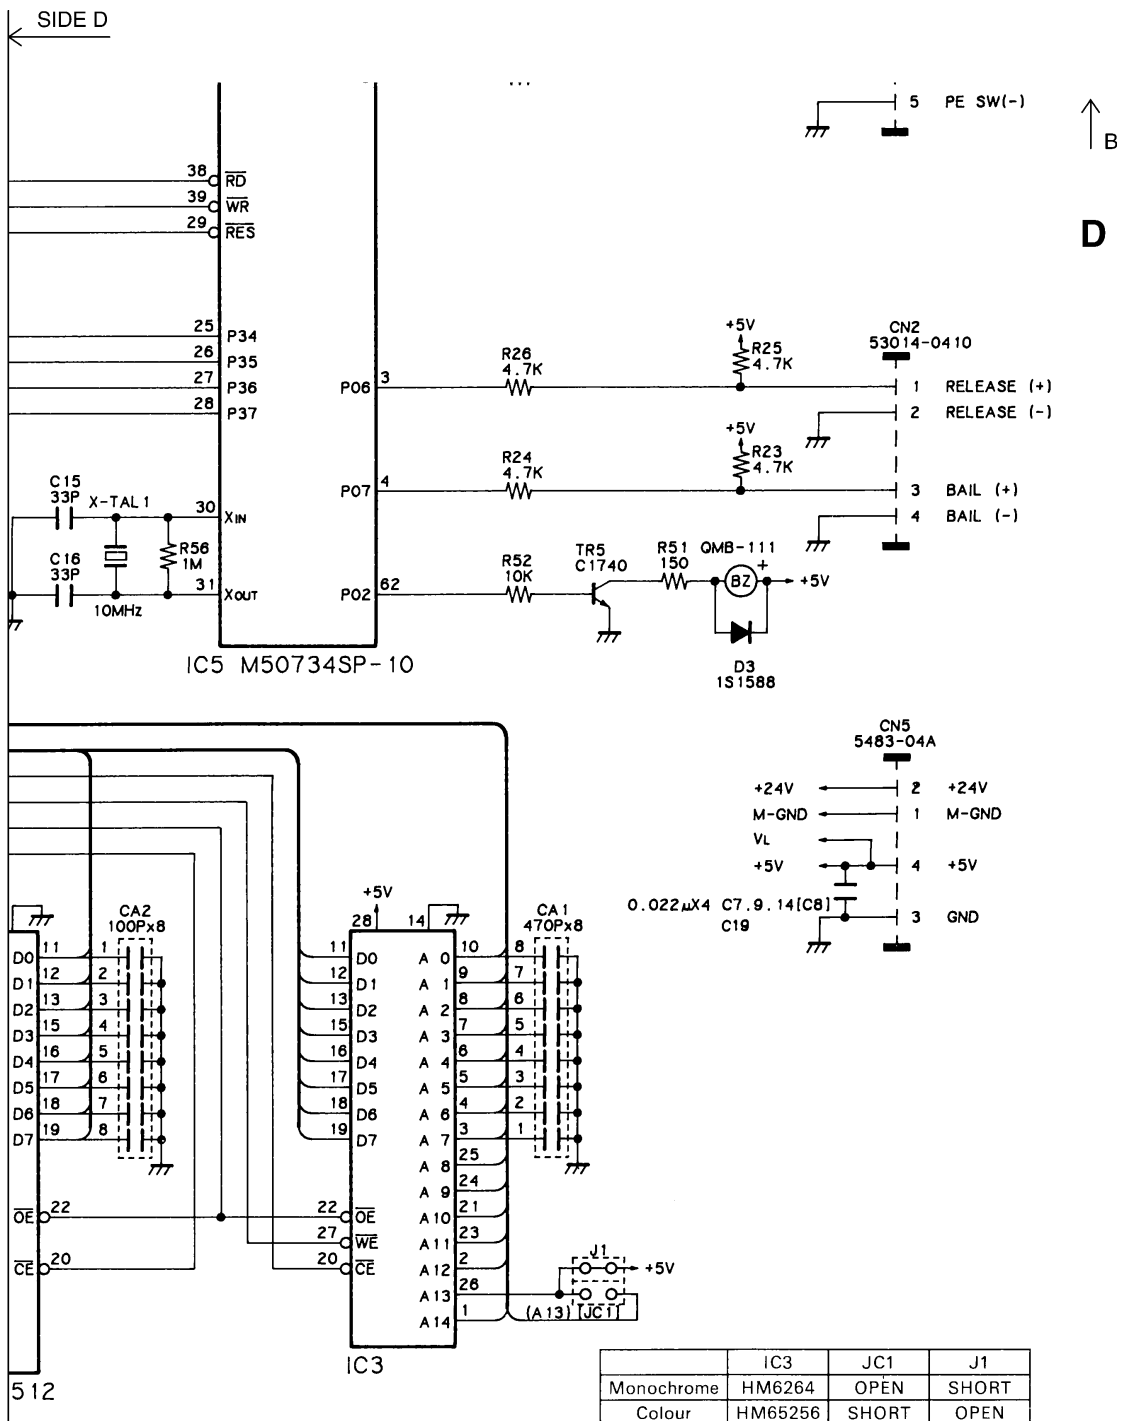 SIDE D
5 PE SW(-)
B
D
38 RD
39 WR
29 RES
25 P34
26 P35
27 P36
28 P37
P06 3
R26
4.7K
+5V
R25
4.7K
CN2
53014-0410
1 RELEASE (+)
2 RELEASE (-)
P07 4
R24
4.7K
+5V
R23
4.7K
3 BAIL (+)
4 BAIL (-)
C15
33P
X-TAL1
30 XIN
R56
1M
C16
33P
31 XOUT
10MHz
P02 62
R52
10K
TR5
C1740
R51
150
QMB-111
+
BZ
+5V
D3
1S1588
IC5 M50734SP-10
CN5
5483-04A
+24V 2 +24V
M-GND 1 M-GND
VL
+5V 4 +5V
0.022µX4 C7.9.14[C8]
C19
3 GND
CA2
100Px8
+5V
28 14
CA1
470Px8
D0 11 1 11 D0 A 0 10 8
D1 12 2 12 D1 A 1 9 7
D2 13 3 13 D2 A 2 8 6
D3 15 4 15 D3 A 3 7 5
D4 16 5 16 D4 A 4 6 4
D5 17 6 17 D5 A 5 5 3
D6 18 7 18 D6 A 6 4 2
D7 19 8 19 D7 A 7 3 1
A 8 25
A 9 24
OE 22 22 OE A10 21
27 WE A11 23
CE 20 20 CE A12 2
J1
+5V
A13 26
(A13) [JC1]
A14 1
IC3
512
IC3 JC1 J1
Monochrome HM6264 OPEN SHORT
Colour HM65256 SHORT OPEN